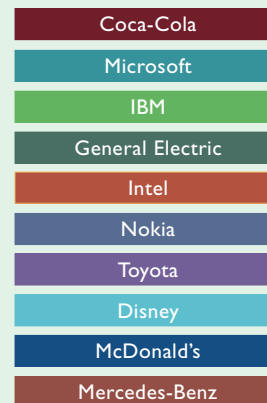 Coca-Cola
Microsoft
IBM
General Electric
Intel
Nokia
Toyota
Disney
McDonald's
Mercedes-Benz